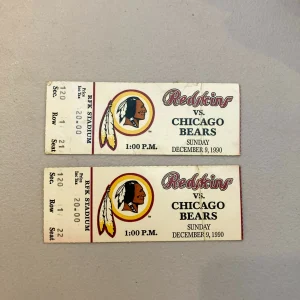 120 1 21
Sec. Row Seat
20.00
RFK STADIUM
1:00 P.M.
Redskins
VS.
CHICAGO
BEARS
SUNDAY
DECEMBER 9, 1990
120 1 22
Sec. Row Seat
20.00
RFK STADIUM
1:00 P.M.
Redskins
VS.
CHICAGO
BEARS
SUNDAY
DECEMBER 9, 1990